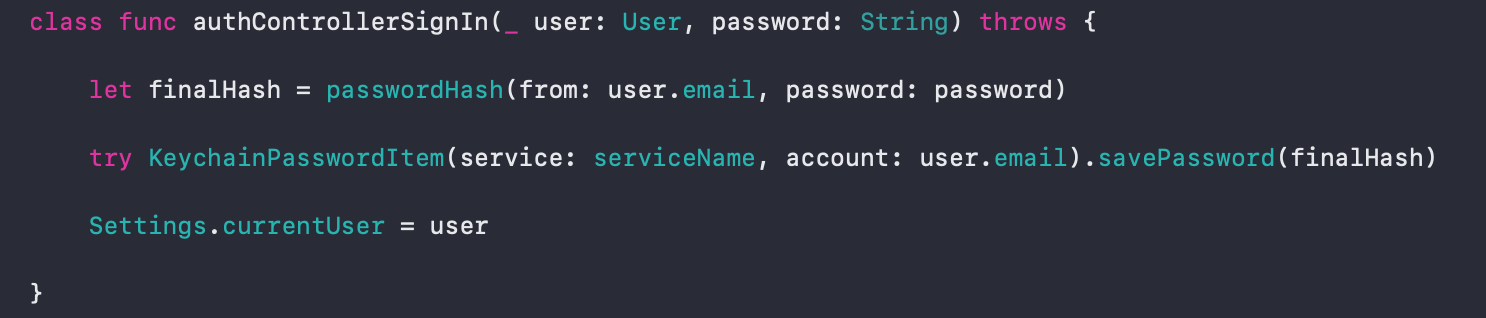 class func authControllerSignIn(_ user: User, password: String) throws {
let finalHash = passwordHash(from: user.email, password: password)
try KeychainPasswordItem(service: serviceName, account: user.email).savePassword(finalHash)
Settings.currentUser = user
}